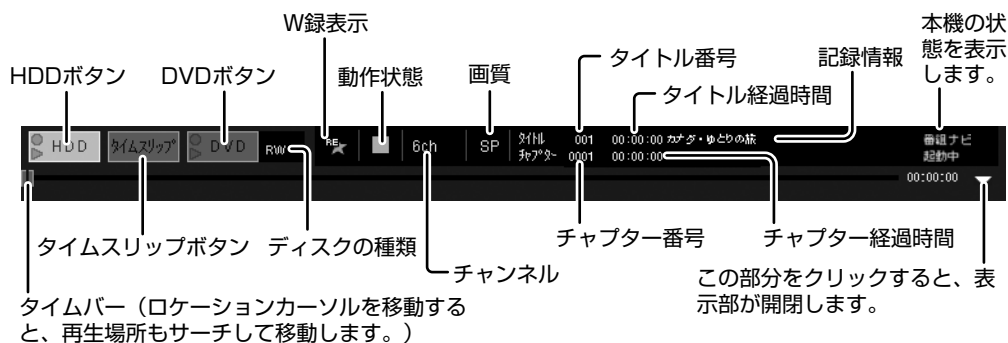 W録表示
本機の状
態を表示
します。
HDDボタン
DVDボタン
動作状態
画質
タイトル番号
記録情報
タイトル経過時間
HDD
タイムスリップ
DVD
RW
RE
6ch
SP
タイトル 001 00:00:00 カナダ・ゆとりの旅
チャプター 0001 00:00:00
番組ナビ
起動中
00:00:00
タイムスリップボタン
ディスクの種類
チャンネル
チャプター番号
チャプター経過時間
タイムバー（ロケーションカーソルを移動する
と、再生場所もサーチして移動します。）
この部分をクリックすると、表
示部が開閉します。